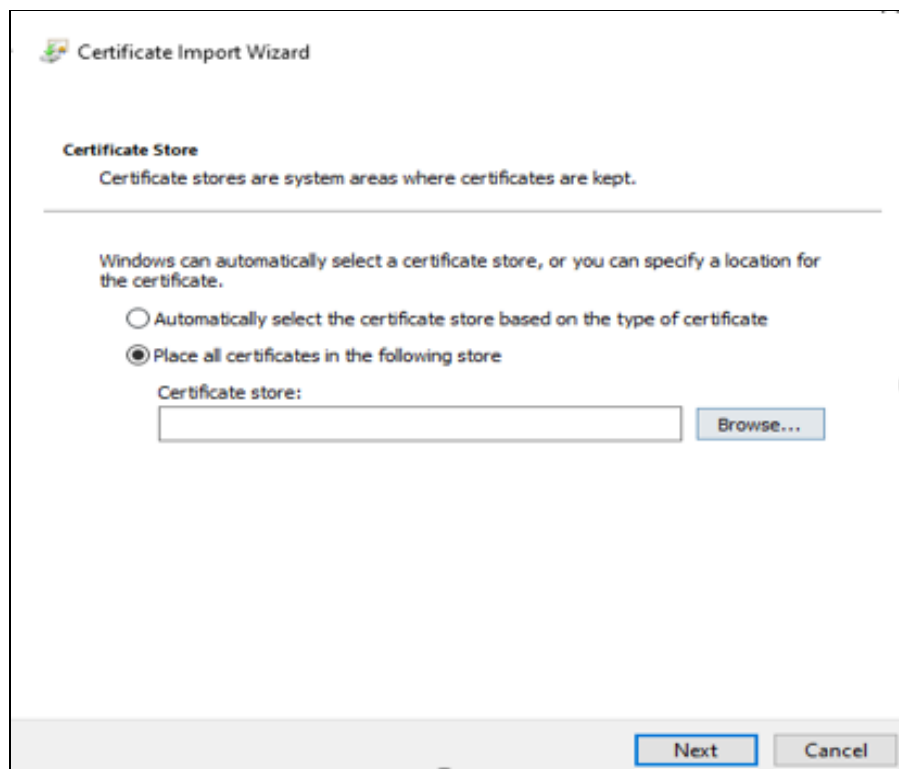 Certificate Import Wizard
Certificate Store
Certificate stores are system areas where certificates are kept.
Windows can automatically select a certificate store, or you can specify a location for
the certificate.
Automatically select the certificate store based on the type of certificate
Place all certificates in the following store
Certificate store:
Browse...
Next
Cancel